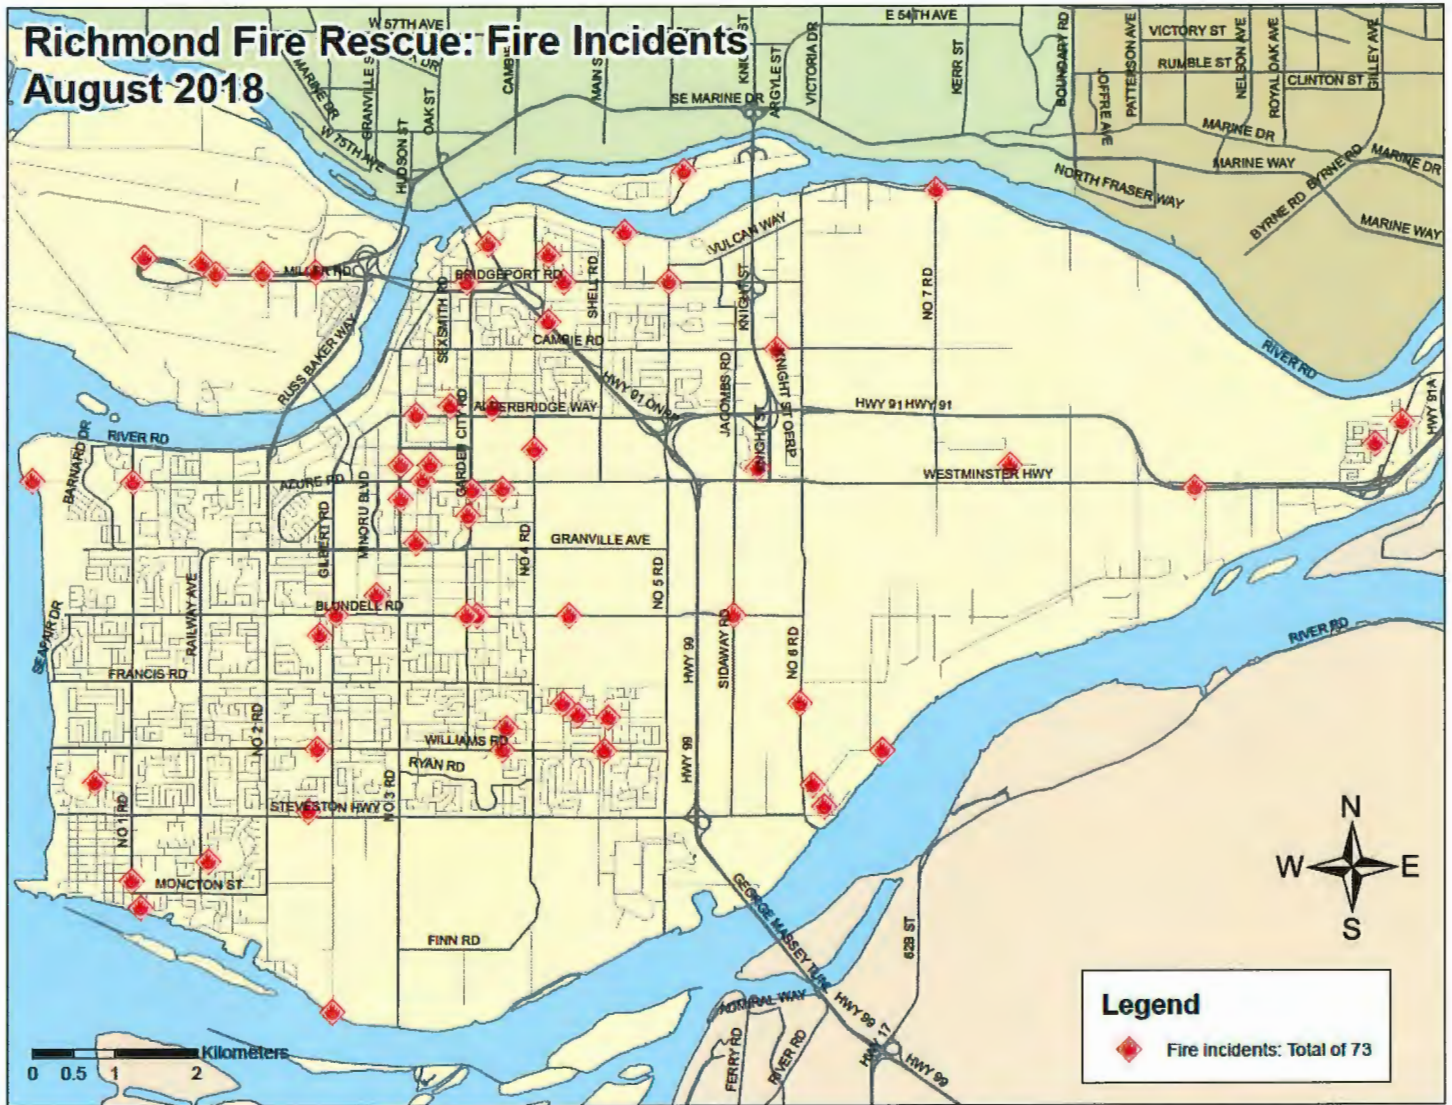 Richmond Fire Rescue: Fire Incidents
August 2018
W 57TH AVE
E 54TH AVE
VICTORY ST
RUMBLE ST
CLINTON ST
MARINE DR
GRANVILLE S
OAK ST
CAMBIE
MAIN S
KNIGHT ST
ARGYLE ST
VICTORIA DR
KERR ST
BOUNDARY RD
JOFFRE AVE
PATTERSON AVE
NELSON AVE
ROYAL OAK AVE
GILLEY AVE
SE MARINE DR
W 75TH AVE
HUDSON ST
MARINE DR
MARINE WAY
MARINE DR
NORTH FRASER WAY
BYRNE RD
BYRNE RD
MARINE WAY
VULCAN WAY
MILLER RD
BRIDGEPORT RD
SHELL RD
SEXSMITH RD
KNIGHT ST
NO 7 RD
RUSS BAKER WAY
CAMBIE RD
KNIGHT ST OFRP
RIVER RD
HWY 91 ONRP
JACOMBS RD
HWY 91 HWY 91
HWY 91A
ALDERBRIDGE WAY
GARDEN CITY RD
KNIGHT ST
RIVER RD
BARNARD DR
AZURE RD
MINORU BLVD
GILBERT RD
WESTMINSTER HWY
GRANVILLE AVE
NO 4 RD
NO 5 RD
RAILWAY AVE
SEAFAIR DR
BLUNDELL RD
HWY 99
SIDAWAY RD
NO 6 RD
RIVER RD
FRANCIS RD
NO 2 RD
WILLIAMS RD
RYAN RD
HWY 99
NO 1 RD
STEVESTON HWY
NO 3 RD
MONCTON ST
FINN RD
GEORGE MASSEY TUNL
62B ST
ADMIRAL WAY
HWY 99
FERRY RD
RIVER RD
HWY 17
HWY 99
N
W
E
S
Legend
Fire incidents: Total of 73
Kilometers
0 0.5 1 2